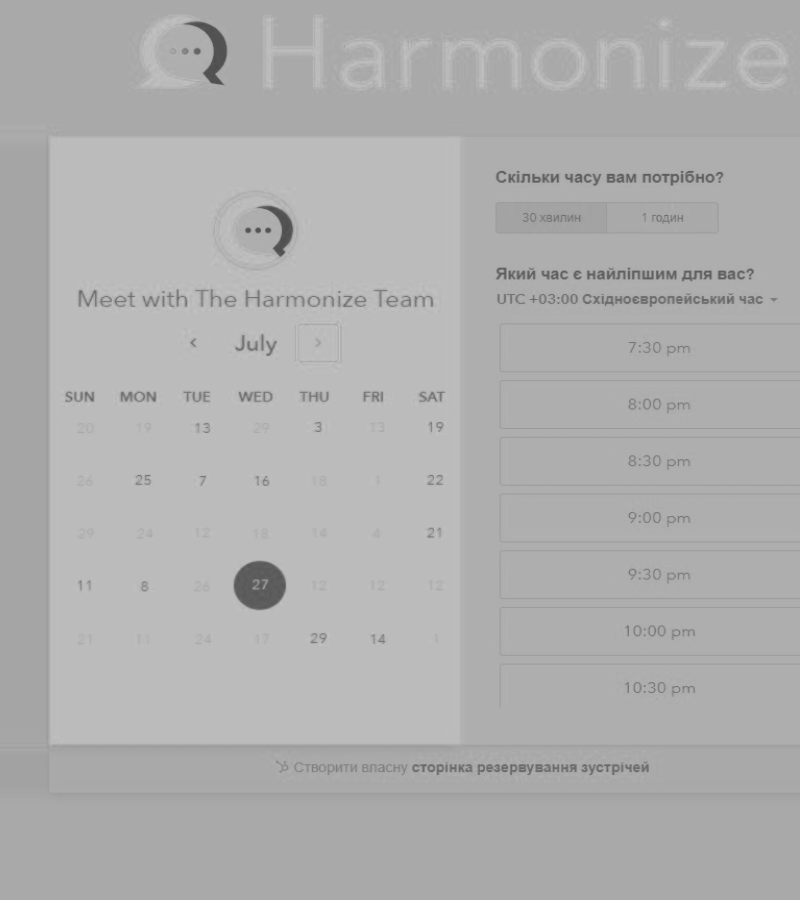 Harmonize
Meet with The Harmonize Team
July
SUN MON TUE WED THU FRI SAT
20 19 13 29 3 13 19
26 25 7 16 18 1 22
29 24 12 18 14 4 21
11 8 26 27 12 12 12
21 11 24 17 29 14 1
Скільки часу вам потрібно?
30 хвилин 1 годин
Який час є найліпшим для вас?
UTC +03:00 Східноєвропейський час
7:30 pm
8:00 pm
8:30 pm
9:00 pm
9:30 pm
10:00 pm
10:30 pm
Створити власну сторінка резервування зустрічей